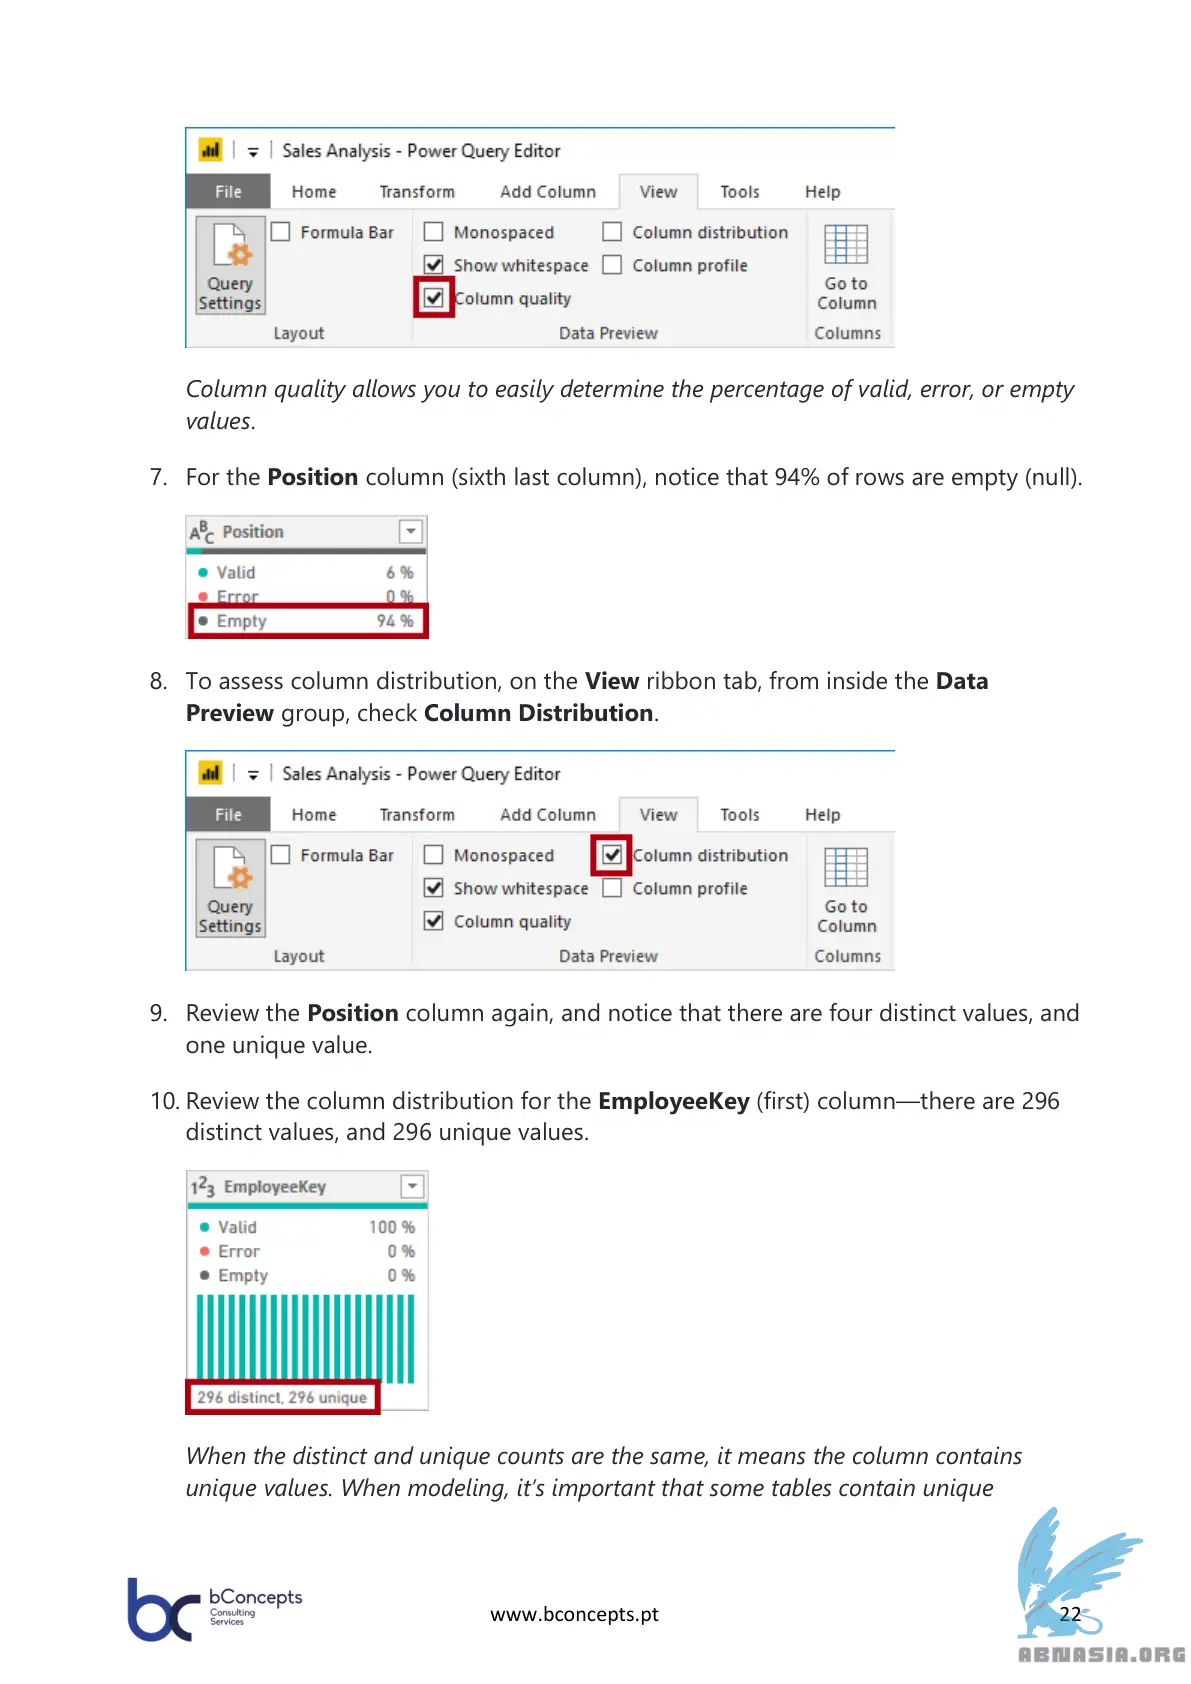 Sales Analysis - Power Query Editor
File Home Transform Add Column View Tools Help
Formula Bar Monospaced Column distribution
Show whitespace Column profile
Query Settings Column quality Go to Column
Layout Data Preview Columns
Column quality allows you to easily determine the percentage of valid, error, or empty
values.
7. For the Position column (sixth last column), notice that 94% of rows are empty (null).
ABC Position
Valid 6 %
Error 0 %
Empty 94 %
8. To assess column distribution, on the View ribbon tab, from inside the Data
Preview group, check Column Distribution.
Sales Analysis - Power Query Editor
File Home Transform Add Column View Tools Help
Formula Bar Monospaced Column distribution
Show whitespace Column profile
Query Settings Column quality Go to Column
Layout Data Preview Columns
9. Review the Position column again, and notice that there are four distinct values, and
one unique value.
10. Review the column distribution for the EmployeeKey (first) column—there are 296
distinct values, and 296 unique values.
123 EmployeeKey
Valid 100 %
Error 0 %
Empty 0 %
296 distinct, 296 unique
When the distinct and unique counts are the same, it means the column contains
unique values. When modeling, it’s important that some tables contain unique
bc bConcepts
Consulting
Services
www.bconcepts.pt
22
ABNASIA.ORG